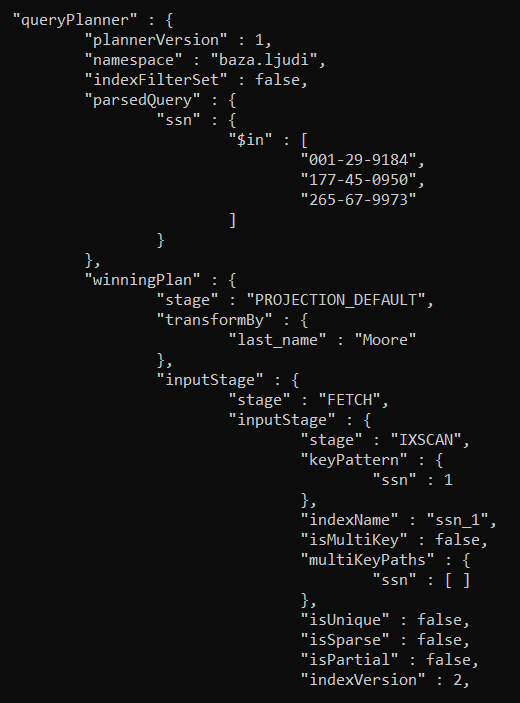 "queryPlanner" : {
        "plannerVersion" : 1,
        "namespace" : "baza.ljudi",
        "indexFilterSet" : false,
        "parsedQuery" : {
                "ssn" : {
                        "$in" : [
                                "001-29-9184",
                                "177-45-0950",
                                "265-67-9973"
                        ]
                }
        },
        "winningPlan" : {
                "stage" : "PROJECTION_DEFAULT",
                "transformBy" : {
                        "last_name" : "Moore"
                },
                "inputStage" : {
                        "stage" : "FETCH",
                        "inputStage" : {
                                "stage" : "IXSCAN",
                                "keyPattern" : {
                                        "ssn" : 1
                                },
                                "indexName" : "ssn_1",
                                "isMultiKey" : false,
                                "multiKeyPaths" : {
                                        "ssn" : [ ]
                                },
                                "isUnique" : false,
                                "isSparse" : false,
                                "isPartial" : false,
                                "indexVersion" : 2,